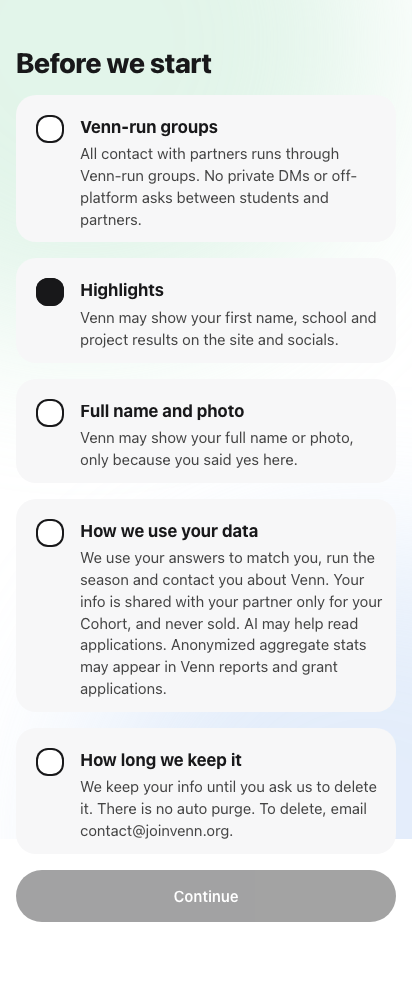 Before we start
Venn-run groups
All contact with partners runs through
Venn-run groups. No private DMs or off-
platform asks between students and
partners.
Highlights
Venn may show your first name, school and
project results on the site and socials.
Full name and photo
Venn may show your full name or photo,
only because you said yes here.
How we use your data
We use your answers to match you, run the
season and contact you about Venn. Your
info is shared with your partner only for your
Cohort, and never sold. AI may help read
applications. Anonymized aggregate stats
may appear in Venn reports and grant
applications.
How long we keep it
We keep your info until you ask us to delete
it. There is no auto purge. To delete, email
contact@joinvenn.org.
Continue